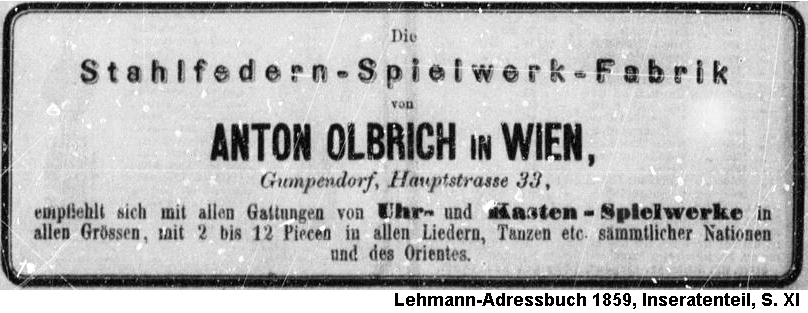 Die
Stahlfedern-Spielwerk-Fabrik
von
ANTON OLBRICH IN WIEN,
Gumpendorf, Hauptstrasse 33,
empfiehlt sich mit allen Gattungen von Uhr- und Kasten-Spielwerke in
allen Grössen, mit 2 bis 12 Piecen in allen Liedern, Tanzen etc. sämmtlicher Nationen
und des Orientes.
Lehmann-Adressbuch 1859, Inseratenteil, S. XI